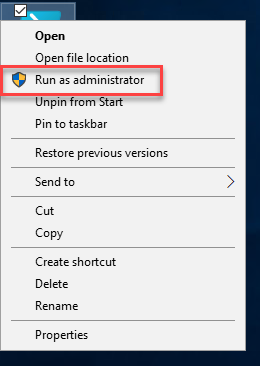 Open
Open file location
Run as administrator
Unpin from Start
Pin to taskbar
Restore previous versions
Send to
Cut
Copy
Create shortcut
Delete
Rename
Properties